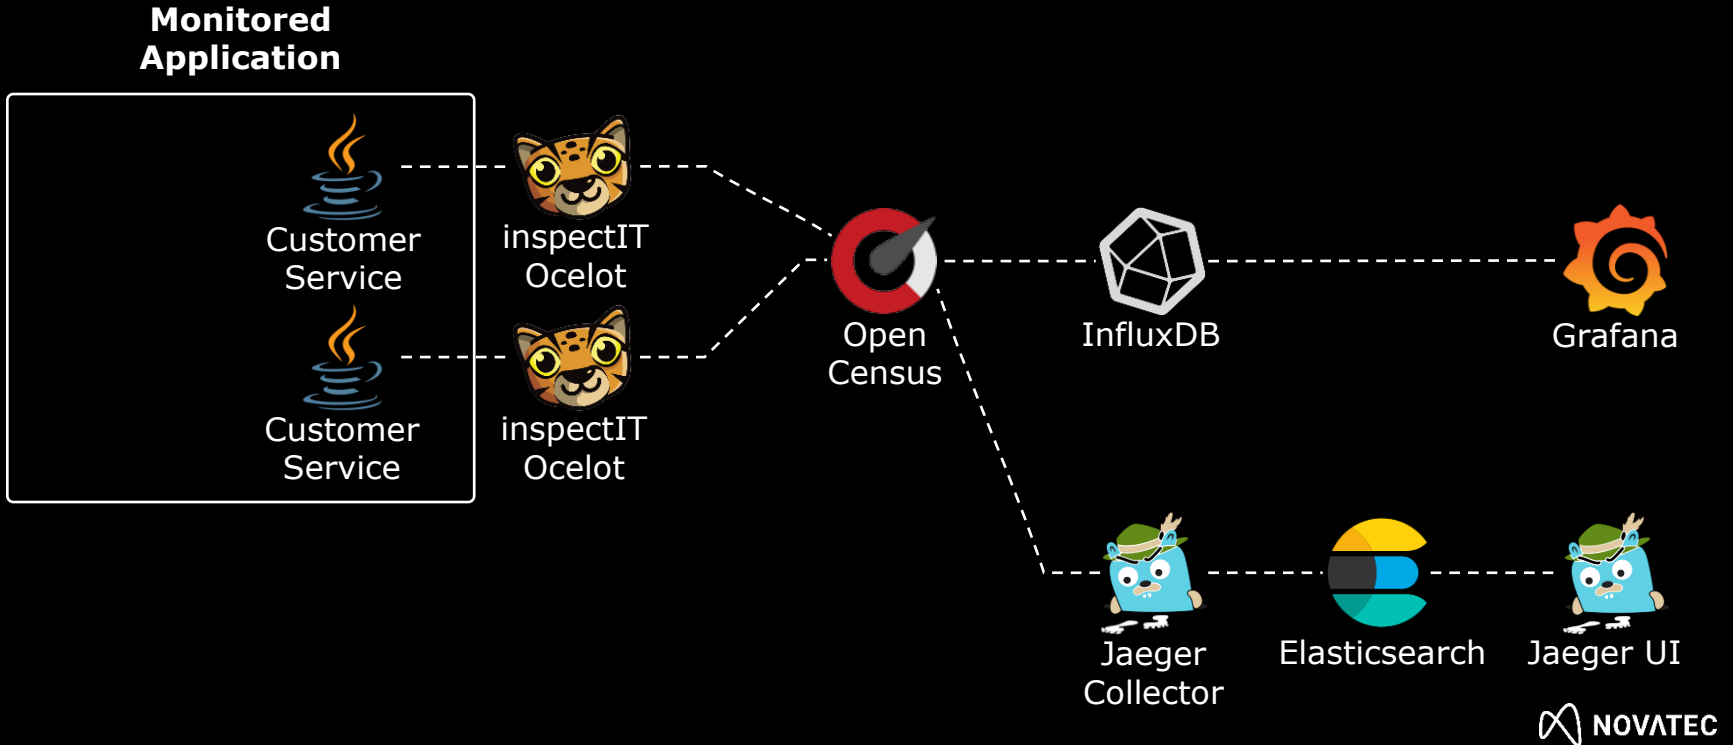 Monitored
Application
Customer
Service
inspectIT
Ocelot
Customer
Service
inspectIT
Ocelot
Open
Census
InfluxDB
Grafana
Jaeger
Collector
Elasticsearch
Jaeger UI
NOVATEC